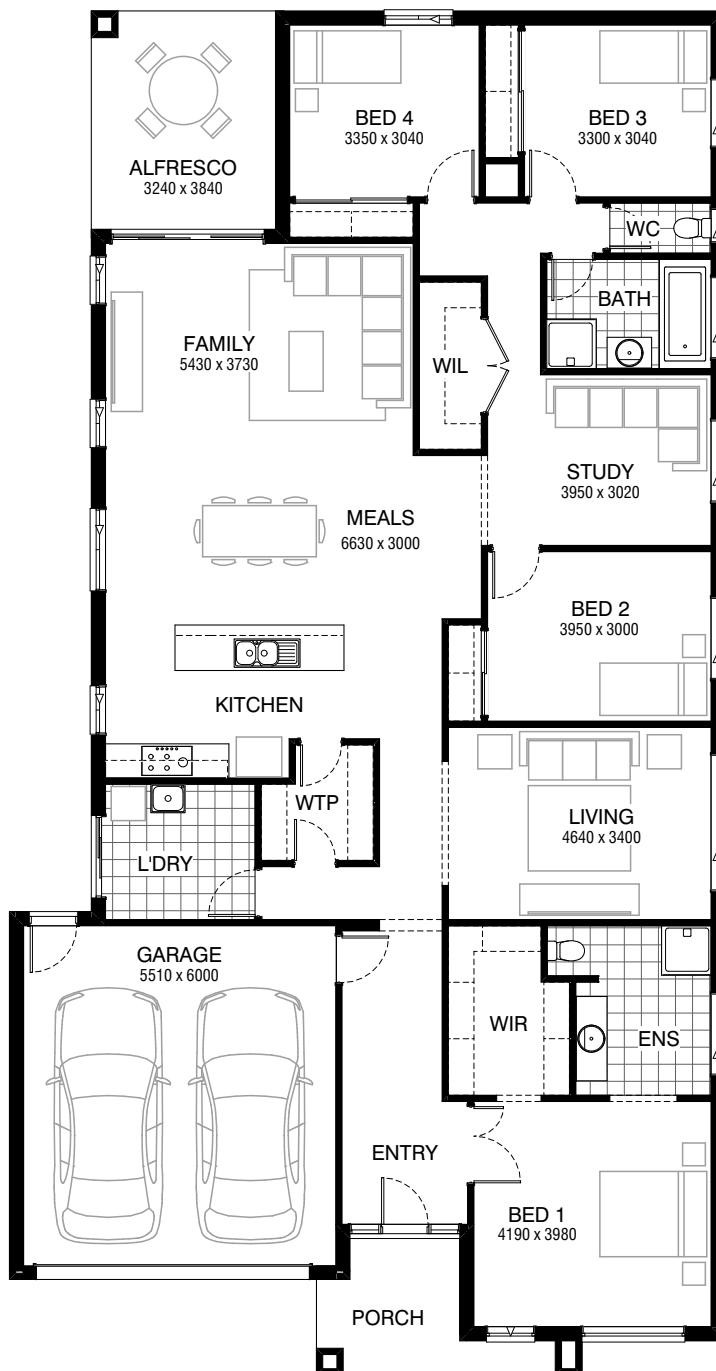 BED 4
3350 x 3040
BED 3
3300 x 3040
ALFRESCO
3240 x 3840
WC
BATH
FAMILY
5430 x 3730
WIL
STUDY
3950 x 3020
MEALS
6630 x 3000
BED 2
3950 x 3000
KITCHEN
WTP
LIVING
4640 x 3400
L'DRY
GARAGE
5510 x 6000
WIR
ENS
ENTRY
BED 1
4190 x 3980
PORCH